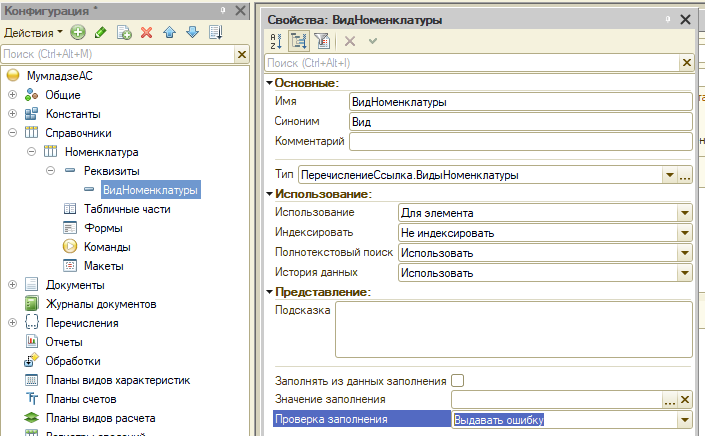 Конфигурация *
Действия
Поиск (Ctrl+Alt+M)
МумладзеАС
Общие
Константы
Справочники
Номенклатура
Реквизиты
ВидНоменклатуры
Табличные части
Формы
Команды
Макеты
Документы
Журналы документов
Перечисления
Отчеты
Обработки
Планы видов характеристик
Планы счетов
Планы видов расчета
Регистры сведений
Свойства: ВидНоменклатуры
Поиск (Ctrl+Alt+I)
Основные:
Имя ВидНоменклатуры
Синоним Вид
Комментарий
Тип ПеречислениеСсылка.ВидыНоменклатуры
Использование:
Использование Для элемента
Индексировать Не индексировать
Полнотекстовый поиск Использовать
История данных Использовать
Представление:
Подсказка
Заполнять из данных заполнения
Значение заполнения
Проверка заполнения Выдавать ошибку